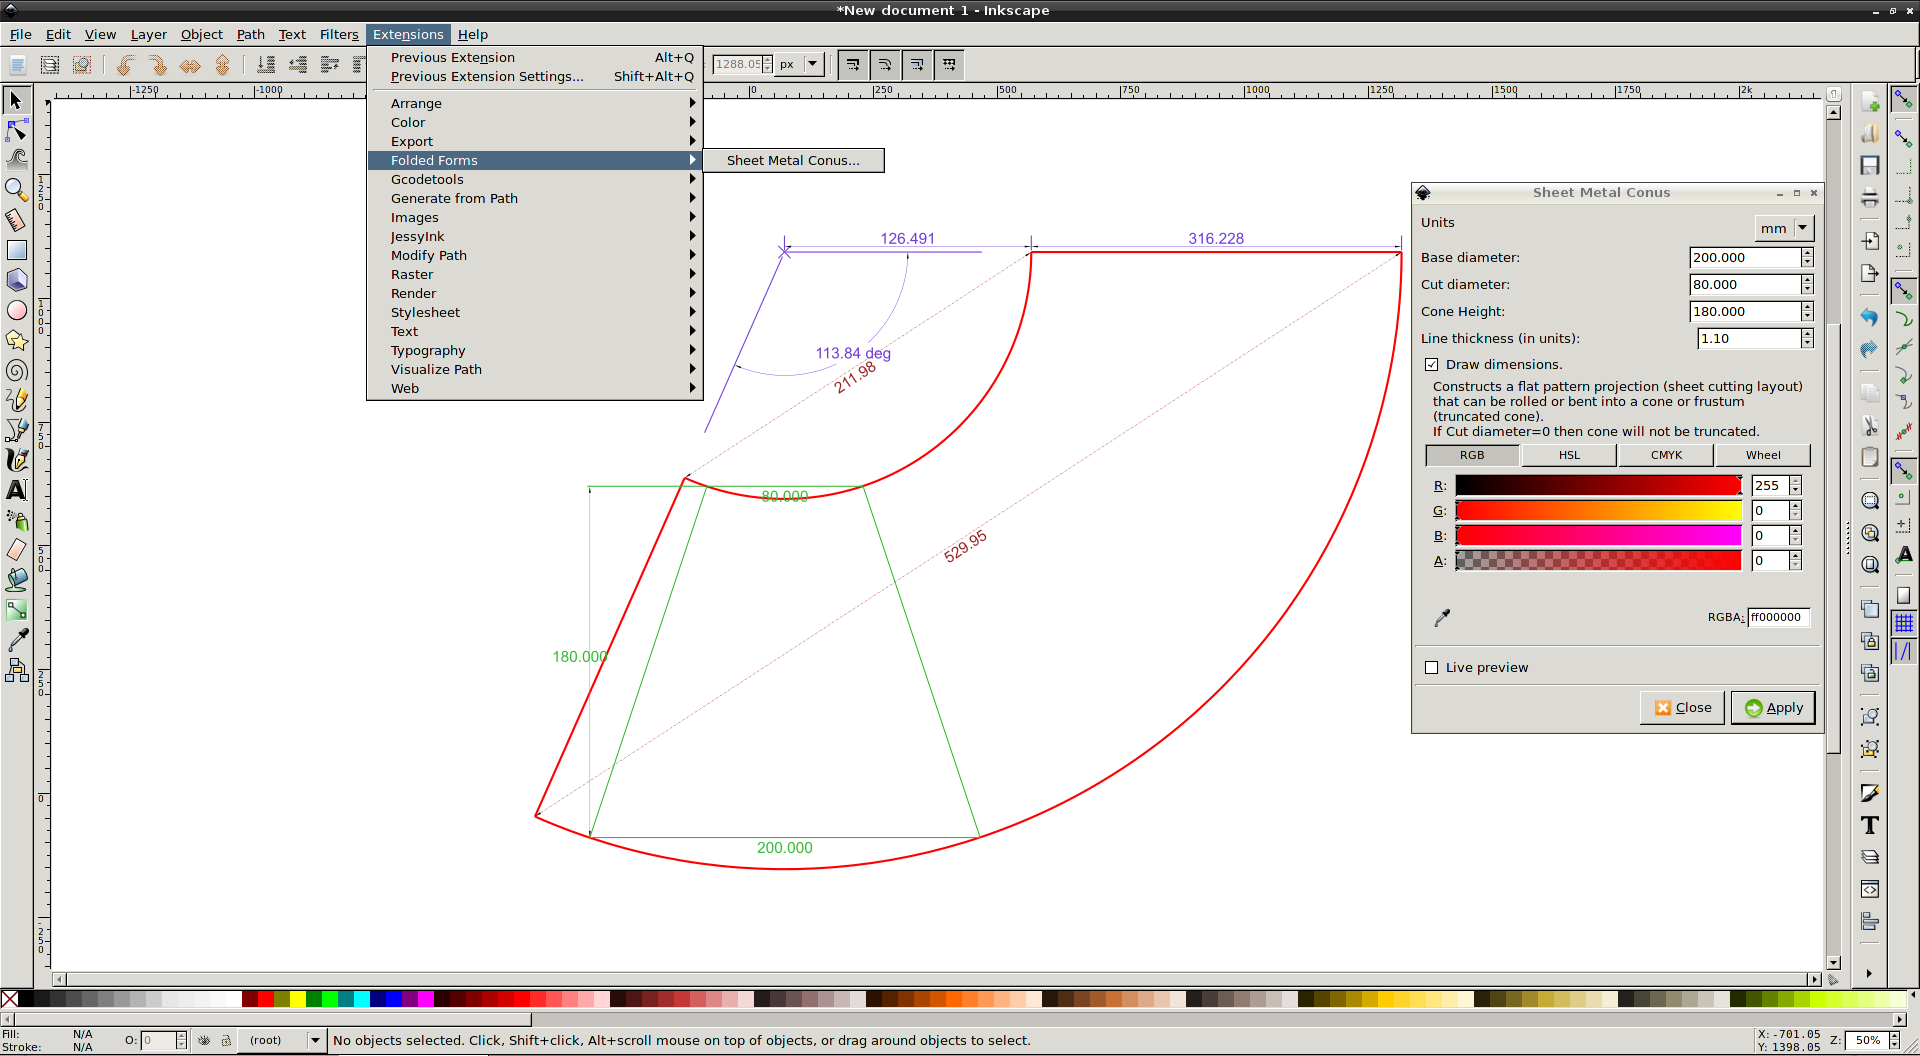 *New document 1 - Inkscape
File Edit View Layer Object Path Text Filters Extensions Help
Previous Extension Alt+Q
Previous Extension Settings... Shift+Alt+Q
Arrange
Color
Export
Folded Forms
Gcodetools
Generate from Path
Images
JessyInk
Modify Path
Raster
Render
Stylesheet
Text
Typography
Visualize Path
Web
Sheet Metal Conus...
1288.05 px
-1250 -1000 0 250 500 750 1000 1250 1500 1750 2k
1250
1000
750
500
250
0
-250
126.491
316.228
113.84 deg
211.98
529.95
80.000
180.000
200.000
Sheet Metal Conus
Units mm
Base diameter: 200.000
Cut diameter: 80.000
Cone Height: 180.000
Line thickness (in units): 1.10
Draw dimensions.
Constructs a flat pattern projection (sheet cutting layout)
that can be rolled or bent into a cone or frustum
(truncated cone).
If Cut diameter=0 then cone will not be truncated.
RGB HSL CMYK Wheel
R: 255
G: 0
B: 0
A: 0
RGBA: ff000000
Live preview
Close Apply
Fill: N/A
Stroke: N/A
O: 0
(root)
No objects selected. Click, Shift+click, Alt+scroll mouse on top of objects, or drag around objects to select.
X: -701.05
Y: 1398.05
Z: 50%